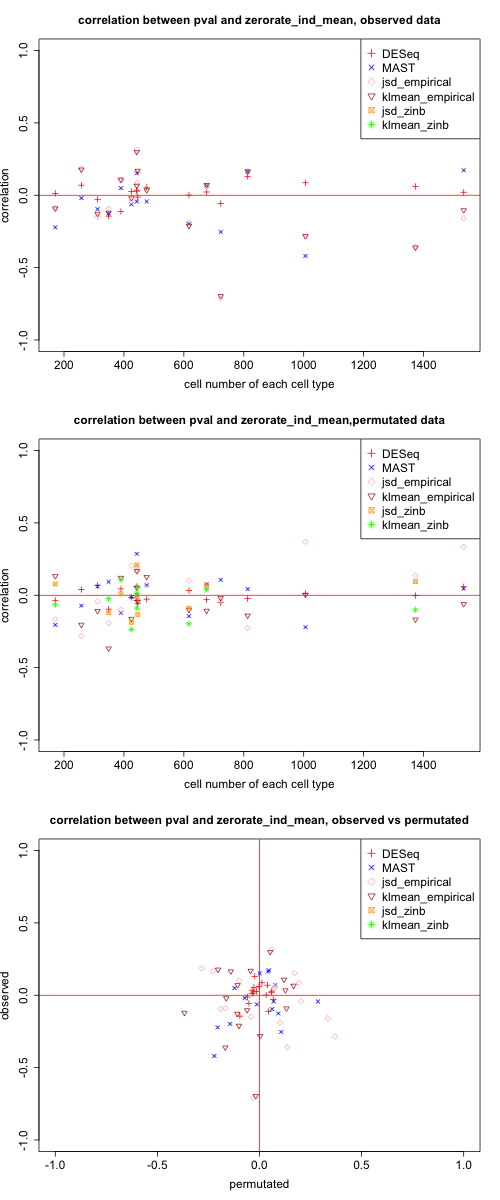 correlation between pval and zerorate_ind_mean, observed data
DESeq
MAST
jsd_empirical
klmean_empirical
jsd_zinb
klmean_zinb
1.0
0.5
0.0
-0.5
-1.0
correlation
200 400 600 800 1000 1200 1400
cell number of each cell type
correlation between pval and zerorate_ind_mean,permutated data
DESeq
MAST
jsd_empirical
klmean_empirical
jsd_zinb
klmean_zinb
1.0
0.5
0.0
-0.5
-1.0
correlation
200 400 600 800 1000 1200 1400
cell number of each cell type
correlation between pval and zerorate_ind_mean, observed vs permutated
DESeq
MAST
jsd_empirical
klmean_empirical
jsd_zinb
klmean_zinb
1.0
0.5
0.0
-0.5
-1.0
observed
-1.0 -0.5 0.0 0.5 1.0
permutated